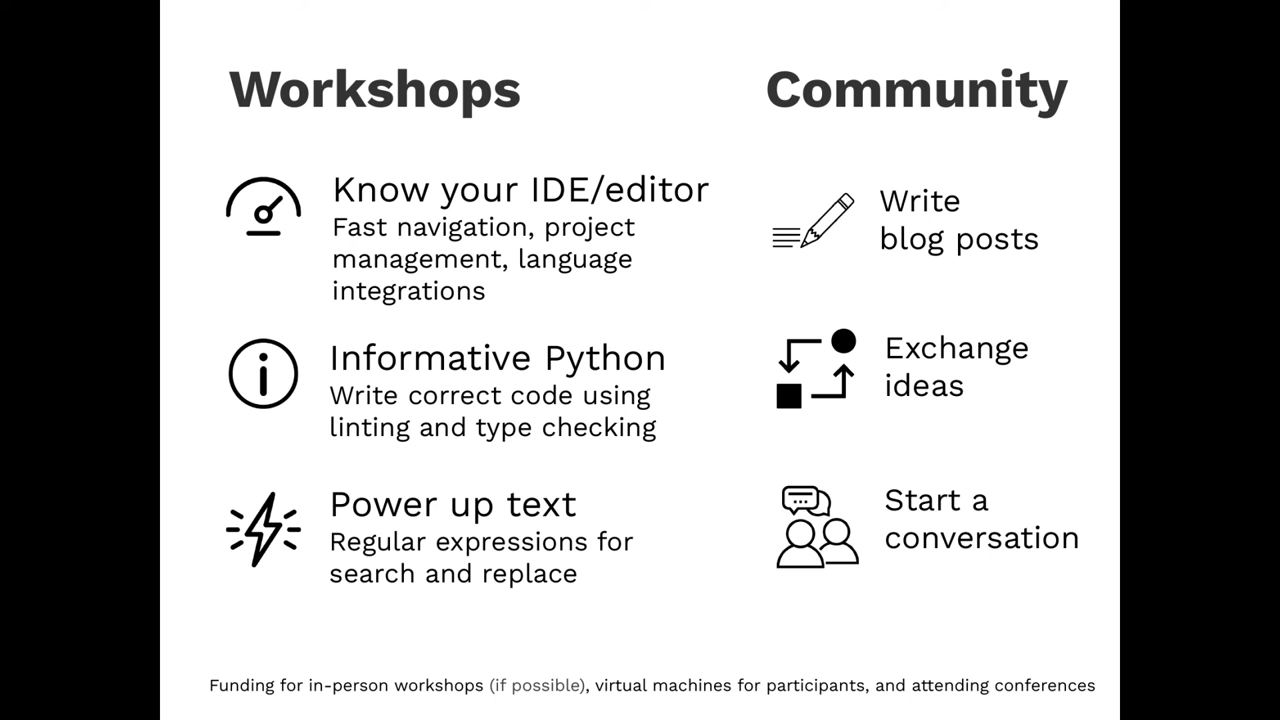 Workshops
Know your IDE/editor
Fast navigation, project
management, language
integrations
Informative Python
Write correct code using
linting and type checking
Power up text
Regular expressions for
search and replace
Community
Write
blog posts
Exchange
ideas
Start a
conversation
Funding for in-person workshops (if possible), virtual machines for participants, and attending conferences